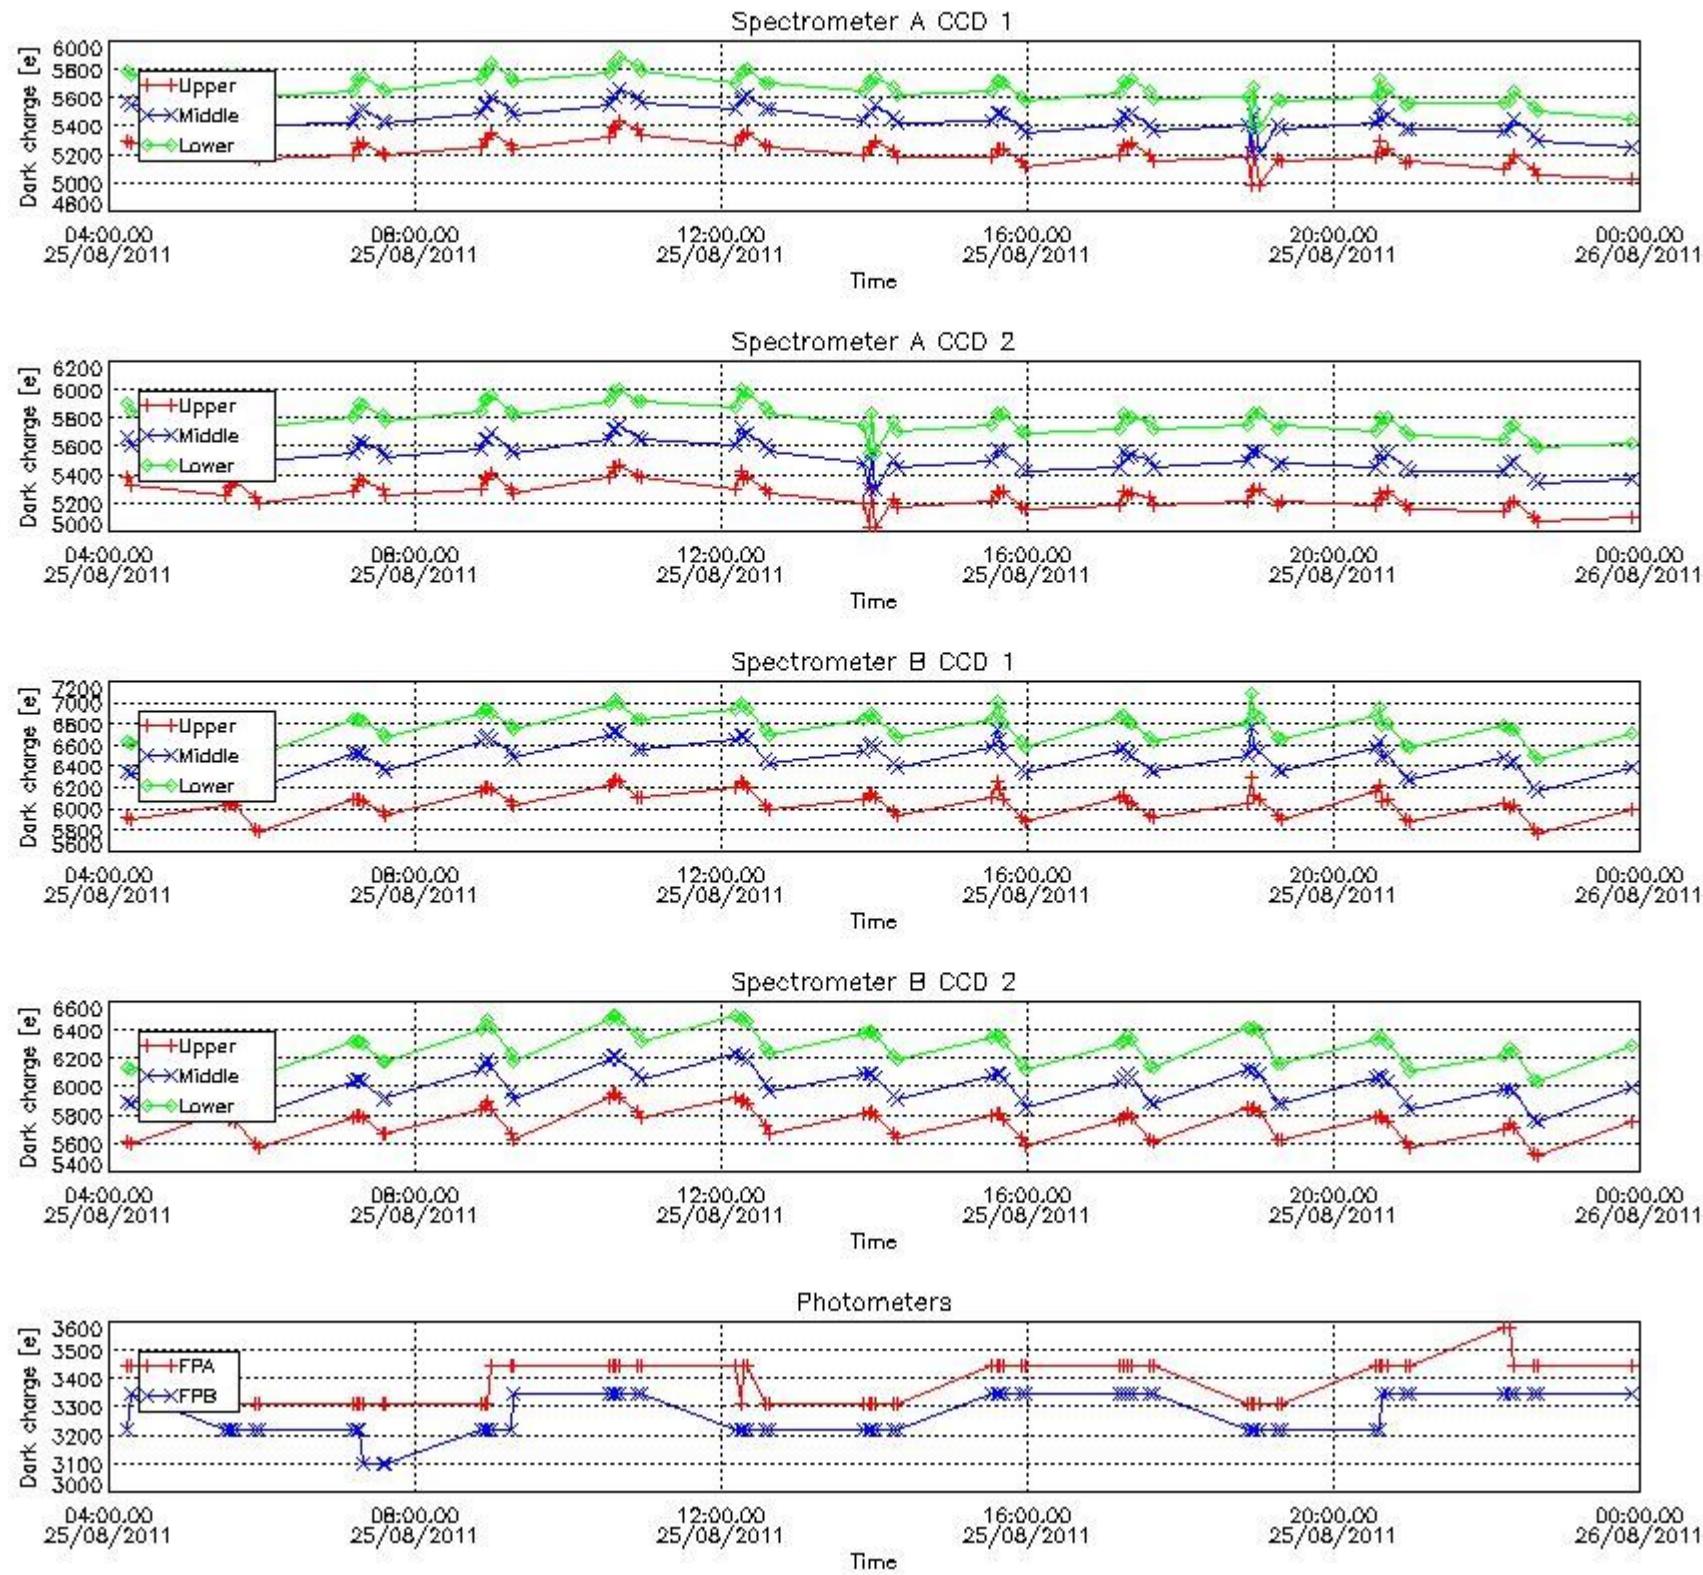 Spectrometer A CCD 1
Dark charge [e]
6000
5800
5600
5400
5200
5000
4800
Upper
Middle
Lower
04:00.00 08:00.00 12:00.00 16:00.00 20:00.00 00:00.00
25/08/2011 25/08/2011 25/08/2011 25/08/2011 25/08/2011 26/08/2011
Time
Spectrometer A CCD 2
Dark charge [e]
6200
6000
5800
5600
5400
5200
5000
Upper
Middle
Lower
04:00.00 08:00.00 12:00.00 16:00.00 20:00.00 00:00.00
25/08/2011 25/08/2011 25/08/2011 25/08/2011 25/08/2011 26/08/2011
Time
Spectrometer B CCD 1
Dark charge [e]
7200
7000
6800
6600
6400
6200
6000
5800
5600
Upper
Middle
Lower
04:00.00 08:00.00 12:00.00 16:00.00 20:00.00 00:00.00
25/08/2011 25/08/2011 25/08/2011 25/08/2011 25/08/2011 26/08/2011
Time
Spectrometer B CCD 2
Dark charge [e]
6600
6400
6200
6000
5800
5600
5400
Upper
Middle
Lower
04:00.00 08:00.00 12:00.00 16:00.00 20:00.00 00:00.00
25/08/2011 25/08/2011 25/08/2011 25/08/2011 25/08/2011 26/08/2011
Time
Photometers
Dark charge [e]
3600
3500
3400
3300
3200
3100
3000
FPA
FPB
04:00.00 08:00.00 12:00.00 16:00.00 20:00.00 00:00.00
25/08/2011 25/08/2011 25/08/2011 25/08/2011 25/08/2011 26/08/2011
Time